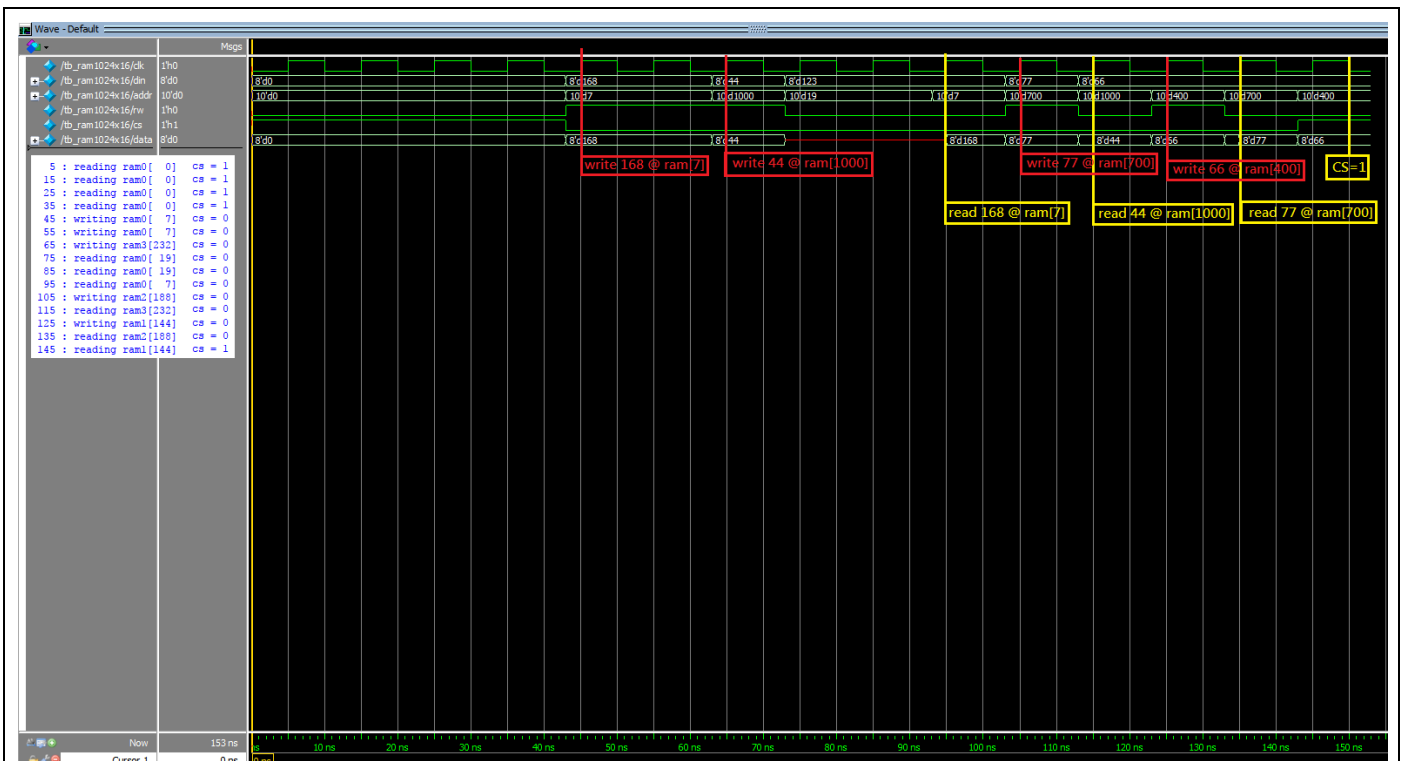 Wave - Default
Msgs
/tb_ram1024x16/clk 1'h0
/tb_ram1024x16/din 8'd0 8'd0 8'd168 8'd44 8'd123 8'd77 8'd66
/tb_ram1024x16/addr 10'd0 10'd0 10'd7 10'd1000 10'd19 10'd7 10'd700 10'd1000 10'd400 10'd700 10'd400
/tb_ram1024x16/rw 1'h0
/tb_ram1024x16/cs 1'h1
/tb_ram1024x16/data 8'd0 8'd0 8'd168 8'd44 8'd168 8'd77 8'd44 8'd66 8'd77 8'd66
write 168 @ ram[7] write 44 @ ram[1000] write 77 @ ram[700] write 66 @ ram[400] CS=1
read 168 @ ram[7] read 44 @ ram[1000] read 77 @ ram[700]
5 : reading ram0[ 0] cs = 1
15 : reading ram0[ 0] cs = 1
25 : reading ram0[ 0] cs = 1
35 : reading ram0[ 0] cs = 1
45 : writing ram0[ 7] cs = 0
55 : writing ram0[ 7] cs = 0
65 : writing ram3[232] cs = 0
75 : reading ram0[ 19] cs = 0
85 : reading ram0[ 19] cs = 0
95 : reading ram0[ 7] cs = 0
105 : writing ram2[188] cs = 0
115 : reading ram3[232] cs = 0
125 : writing ram1[144] cs = 0
135 : reading ram2[188] cs = 0
145 : reading ram1[144] cs = 1
Now 153 ns ns 10 ns 20 ns 30 ns 40 ns 50 ns 60 ns 70 ns 80 ns 90 ns 100 ns 110 ns 120 ns 130 ns 140 ns 150 ns
Cursor 1 0 ns 0 ns